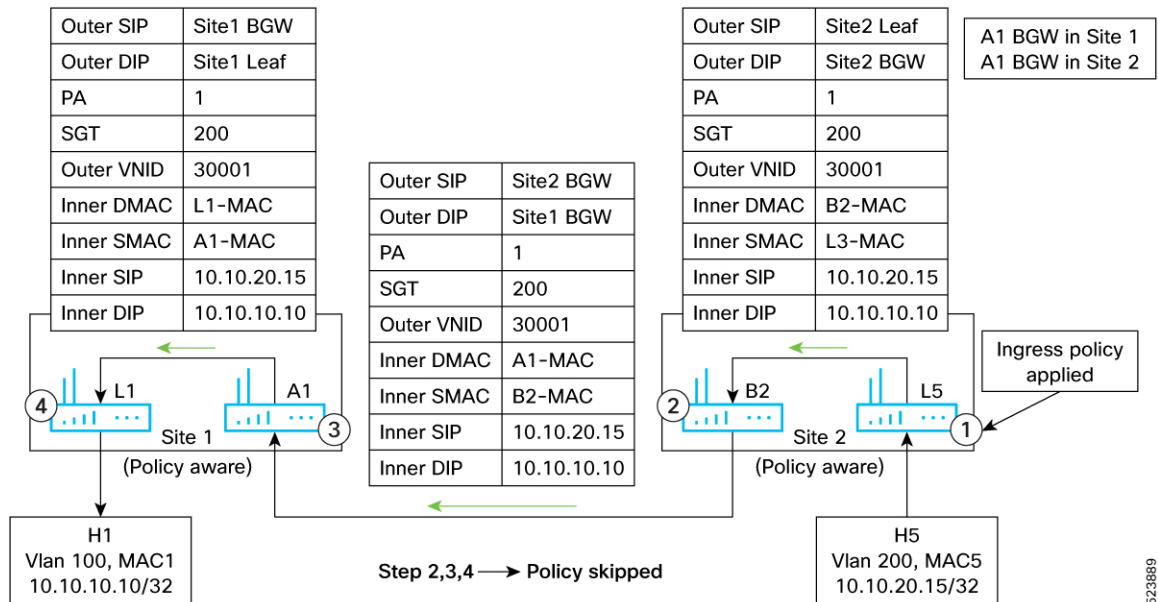 Outer SIP Site1 BGW
Outer DIP Site1 Leaf
PA 1
SGT 200
Outer VNID 30001
Inner DMAC L1-MAC
Inner SMAC A1-MAC
Inner SIP 10.10.20.15
Inner DIP 10.10.10.10
Outer SIP Site2 BGW
Outer DIP Site1 BGW
PA 1
SGT 200
Outer VNID 30001
Inner DMAC A1-MAC
Inner SMAC B2-MAC
Inner SIP 10.10.20.15
Inner DIP 10.10.10.10
Outer SIP Site2 Leaf
Outer DIP Site2 BGW
PA 1
SGT 200
Outer VNID 30001
Inner DMAC B2-MAC
Inner SMAC L3-MAC
Inner SIP 10.10.20.15
Inner DIP 10.10.10.10
A1 BGW in Site 1
A1 BGW in Site 2
Ingress policy
applied
4
L1
A1
3
Site 1
(Policy aware)
2
B2
L5
1
Site 2
(Policy aware)
H1
Vlan 100, MAC1
10.10.10.10/32
Step 2,3,4 → Policy skipped
H5
Vlan 200, MAC5
10.10.20.15/32
523889